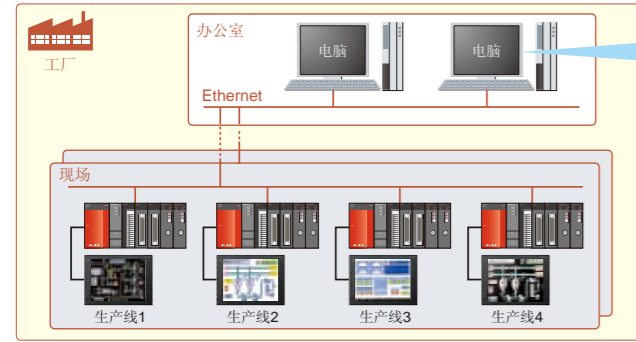 工厂
办公室
电脑
电脑
Ethernet
现场
生产线1
生产线2
生产线3
生产线4